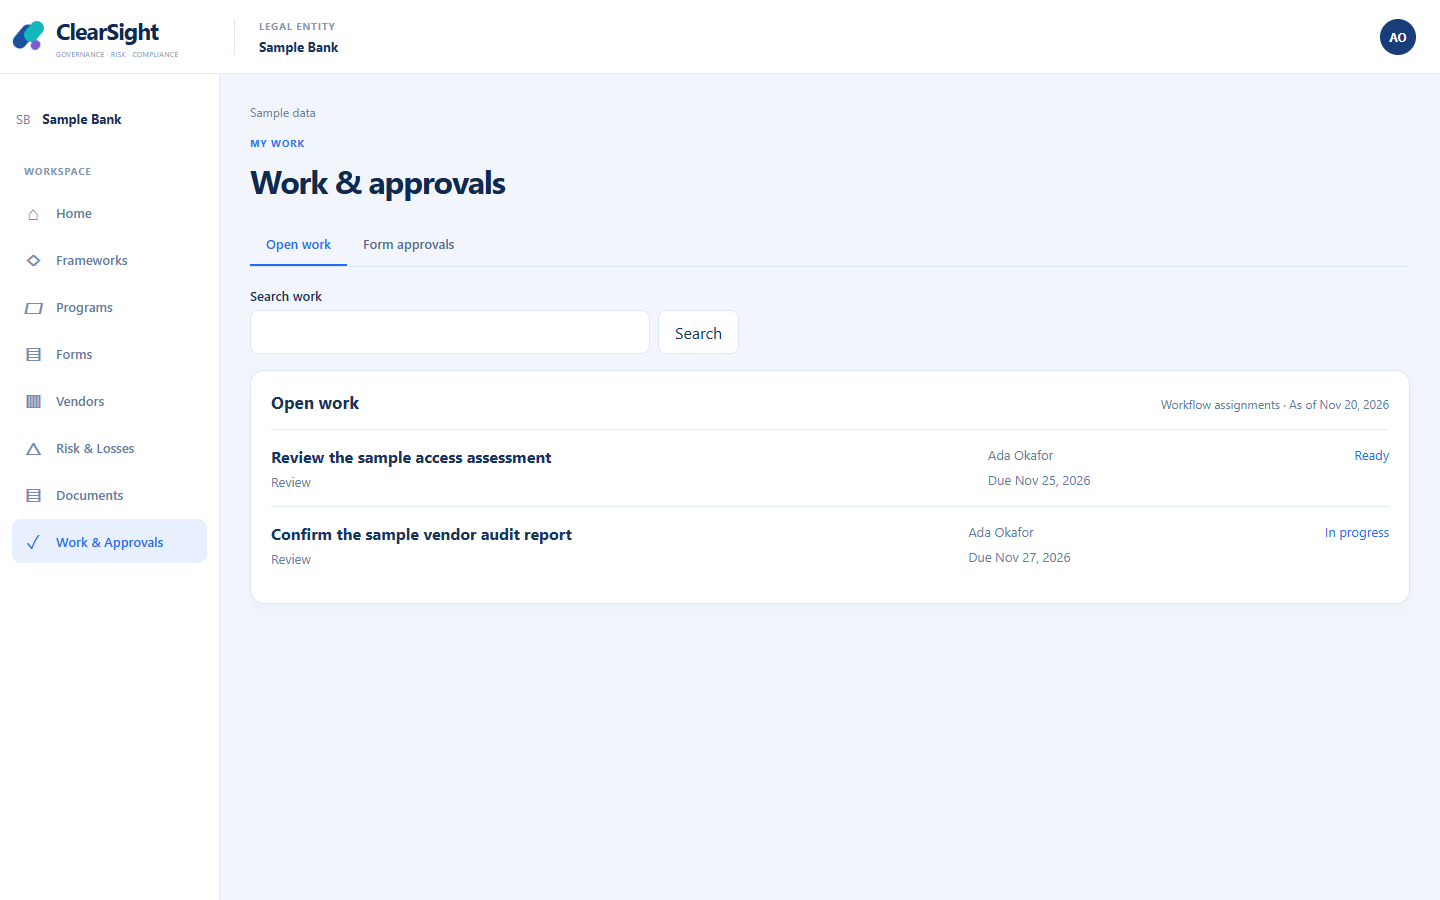 ClearSight
GOVERNANCE · RISK · COMPLIANCE
LEGAL ENTITY
Sample Bank
AO
SB Sample Bank
WORKSPACE
Home
Frameworks
Programs
Forms
Vendors
Risk & Losses
Documents
Work & Approvals
Sample data
MY WORK
Work & approvals
Open work
Form approvals
Search work
Search
Open work
Workflow assignments · As of Nov 20, 2026
Review the sample access assessment
Review
Ada Okafor
Due Nov 25, 2026
Ready
Confirm the sample vendor audit report
Review
Ada Okafor
Due Nov 27, 2026
In progress